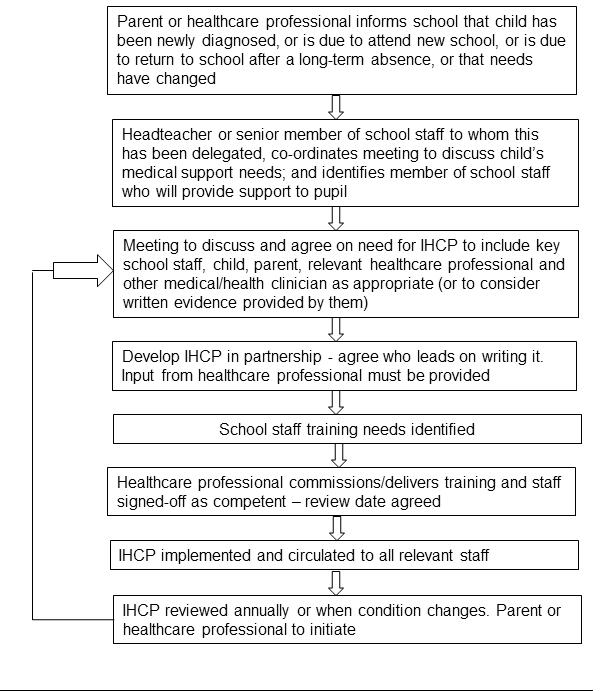 Parent or healthcare professional informs school that child has
been newly diagnosed, or is due to attend new school, or is due
to return to school after a long-term absence, or that needs
have changed
Headteacher or senior member of school staff to whom this
has been delegated, co-ordinates meeting to discuss child's
medical support needs; and identifies member of school staff
who will provide support to pupil
Meeting to discuss and agree on need for IHCP to include key
school staff, child, parent, relevant healthcare professional and
other medical/health clinician as appropriate (or to consider
written evidence provided by them)
Develop IHCP in partnership - agree who leads on writing it.
Input from healthcare professional must be provided
School staff training needs identified
Healthcare professional commissions/delivers training and staff
signed-off as competent – review date agreed
IHCP implemented and circulated to all relevant staff
IHCP reviewed annually or when condition changes. Parent or
healthcare professional to initiate